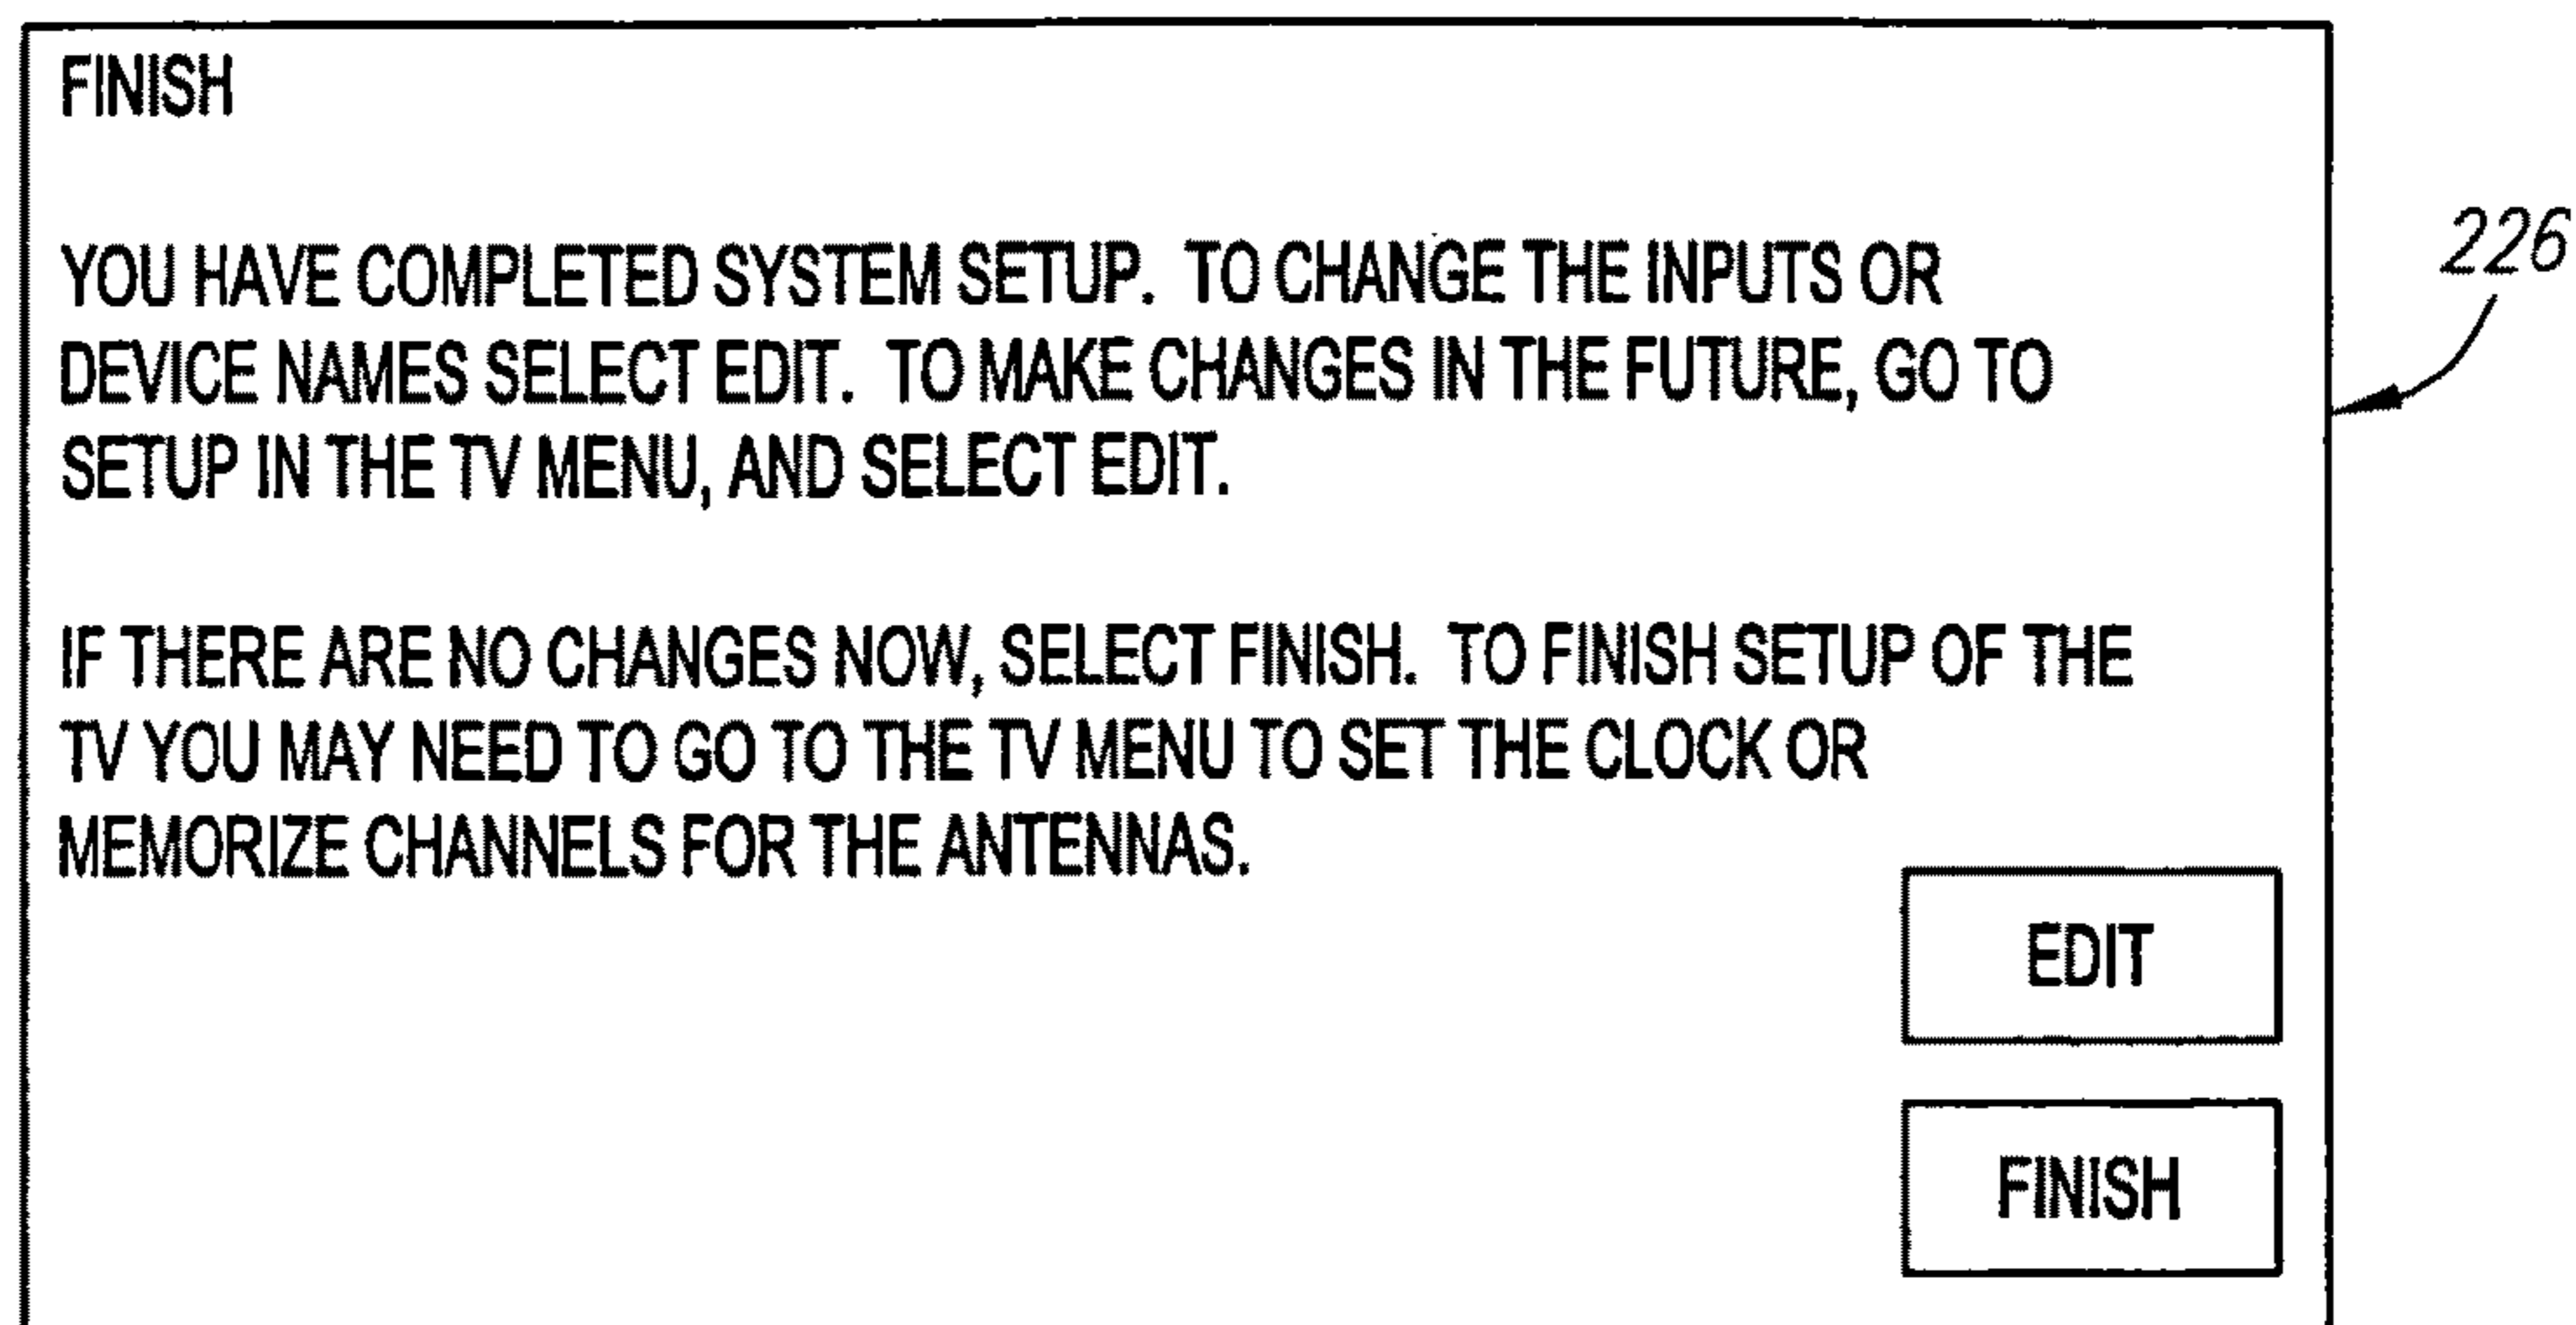 FINISH
226
YOU HAVE COMPLETED SYSTEM SETUP. TO CHANGE THE INPUTS OR
DEVICE NAMES SELECT EDIT. TO MAKE CHANGES IN THE FUTURE, GO TO
SETUP IN THE TV MENU, AND SELECT EDIT.
IF THERE ARE NO CHANGES NOW, SELECT FINISH. TO FINISH SETUP OF THE
TV YOU MAY NEED TO GO TO THE TV MENU TO SET THE CLOCK OR
MEMORIZE CHANNELS FOR THE ANTENNAS.
EDIT
FINISH